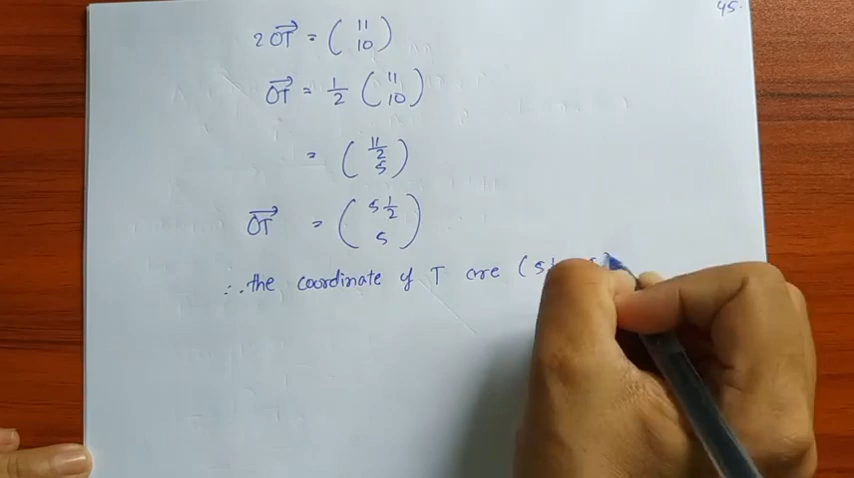 45.
2 OT⃗ = ( 11 10 )
OT⃗ = 1/2 ( 11 10 )
= ( 11/2 5 )
OT⃗ = ( 5 1/2 5 )
∴ the coordinate of T are ( 5